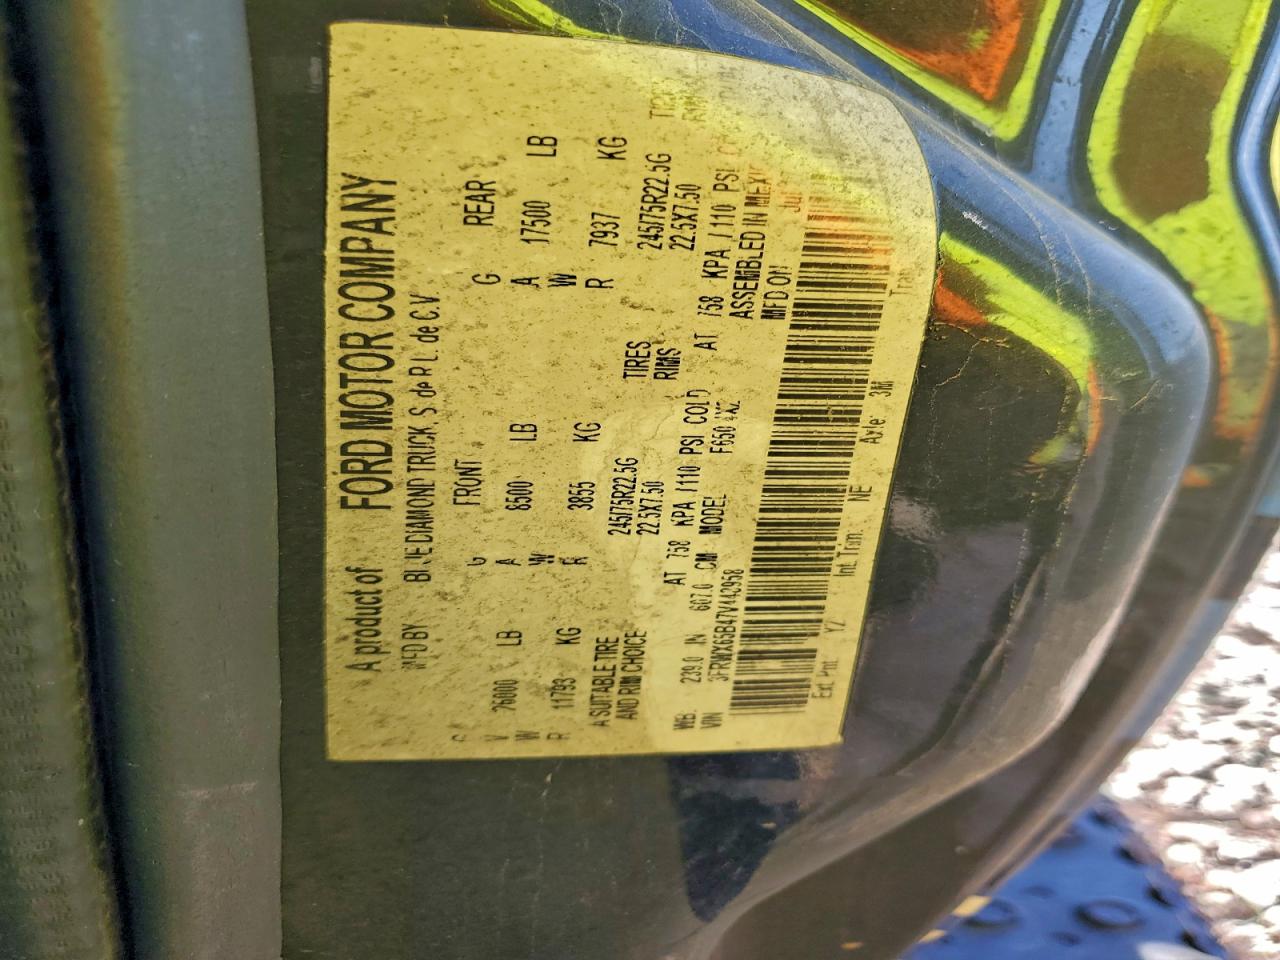 A product of FORD MOTOR COMPANY
MFD BY BLUE DIAMOND TRUCK, S. de R.L. de C.V
G FRONT G REAR
V A A
W W W
R R R
26000 LB 8500 LB 17500 LB
11793 KG 3855 KG 7937 KG
A SUITABLE TIRE 245/75R22.5G TIRES 245/75R22.5G
AND RIM CHOICE 22.5X7.50 RIMS 22.5X7.50
AT 758 KPA /110 PSI COLD AT 758 KPA /110 PSI
WB: 239.0 IN 607.0 CM MODEL F650 4X2 ASSEMBLED IN
VIN 3FRWX65B47V443958 MFD ON
Ext Pnt: YZ Int Trim: NE Axle: 3M